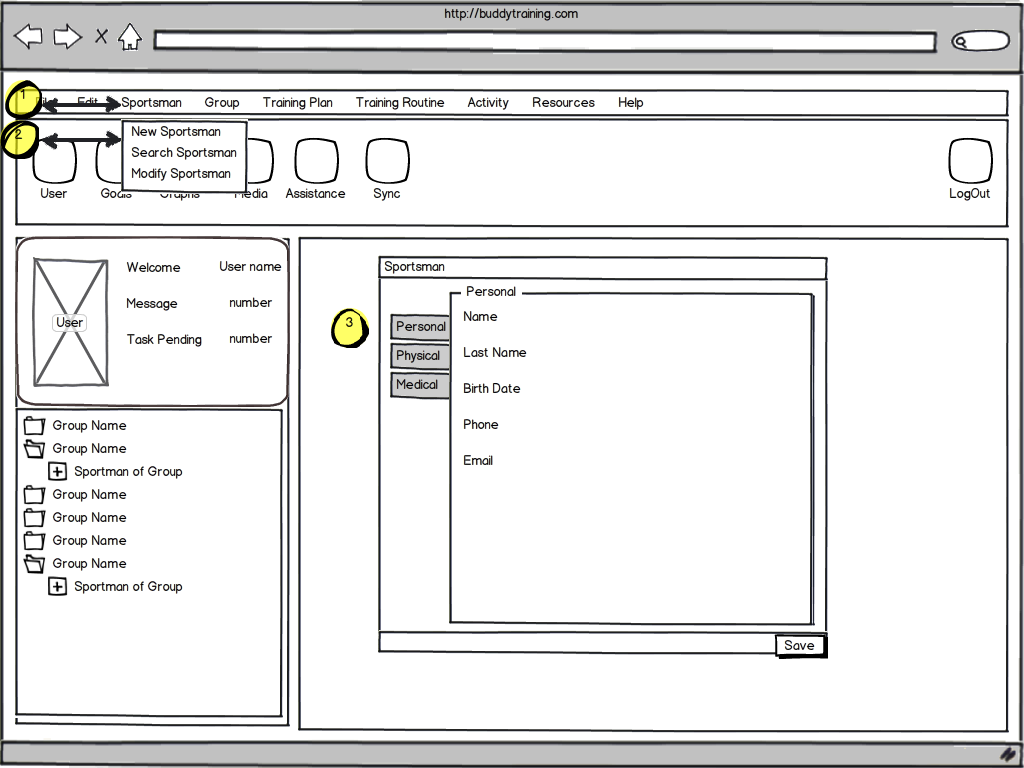 http://buddytraining.com
1
File Edit Sportsman Group Training Plan Training Routine Activity Resources Help
2
New Sportsman
Search Sportsman
Modify Sportsman
User Goals Graphs Media Assistance Sync LogOut
User
Welcome User name
Message number
Task Pending number
Group Name
Group Name
Sportman of Group
Group Name
Group Name
Group Name
Group Name
Sportman of Group
3
Sportsman
Personal
Physical
Medical
Personal
Name
Last Name
Birth Date
Phone
Email
Save